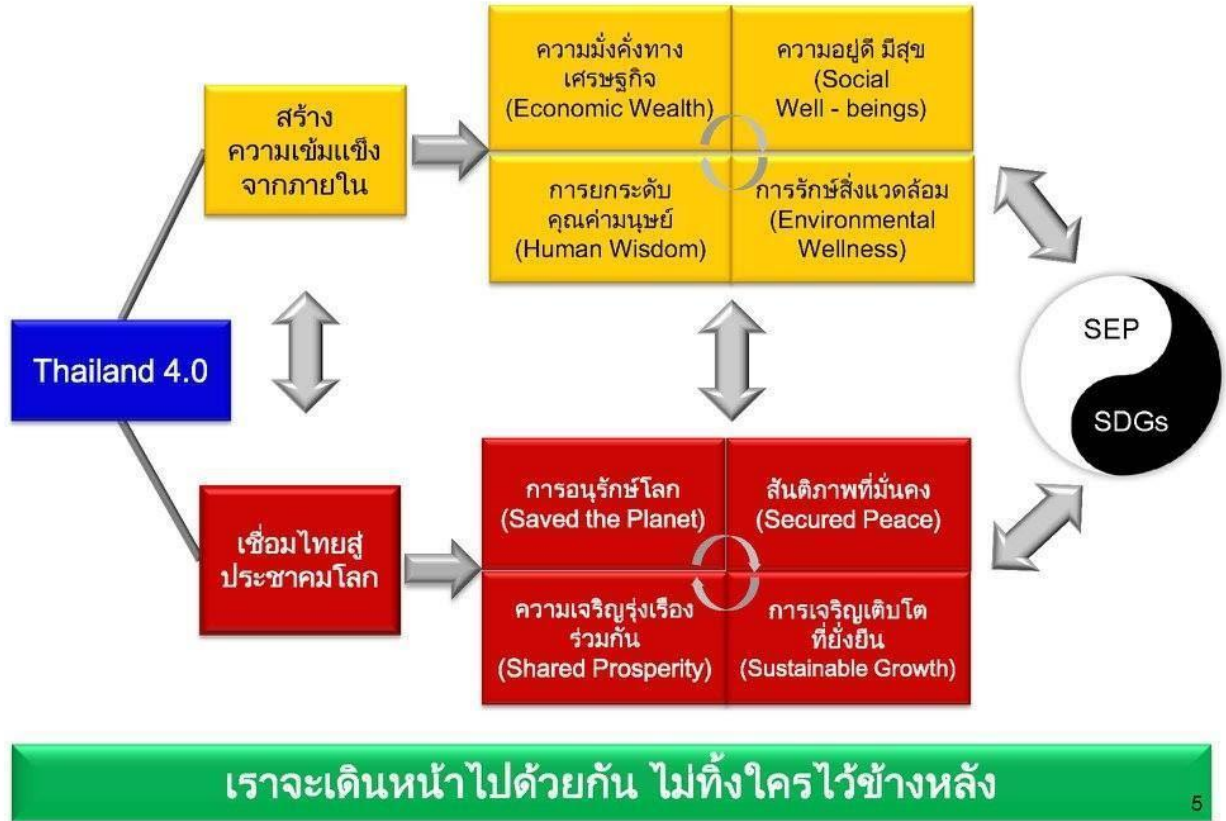 ความมั่งคั่งทาง
เศรษฐกิจ
(Economic Wealth)
ความอยู่ดี มีสุข
(Social
Well - beings)
สร้าง
ความเข้มแข็ง
จากภายใน
การยกระดับ
คุณค่ามนุษย์
(Human Wisdom)
การรักษ์สิ่งแวดล้อม
(Environmental
Wellness)
Thailand 4.0
SEP
SDGs
การอนุรักษ์โลก
(Saved the Planet)
สันติภาพที่มั่นคง
(Secured Peace)
เชื่อมไทยสู่
ประชาคมโลก
ความเจริญรุ่งเรือง
ร่วมกัน
(Shared Prosperity)
การเจริญเติบโต
ที่ยั่งยืน
(Sustainable Growth)
เราจะเดินหน้าไปด้วยกัน ไม่ทิ้งใครไว้ข้างหลัง
5